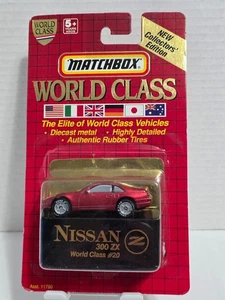 WORLD
CLASS
5+
NEW
Collectors'
Edition
MATCHBOX
WORLD CLASS
The Elite of World Class Vehicles
• Diecast metal • Highly Detailed
• Authentic Rubber Tires
NISSAN
300 ZX
World Class #20
Z